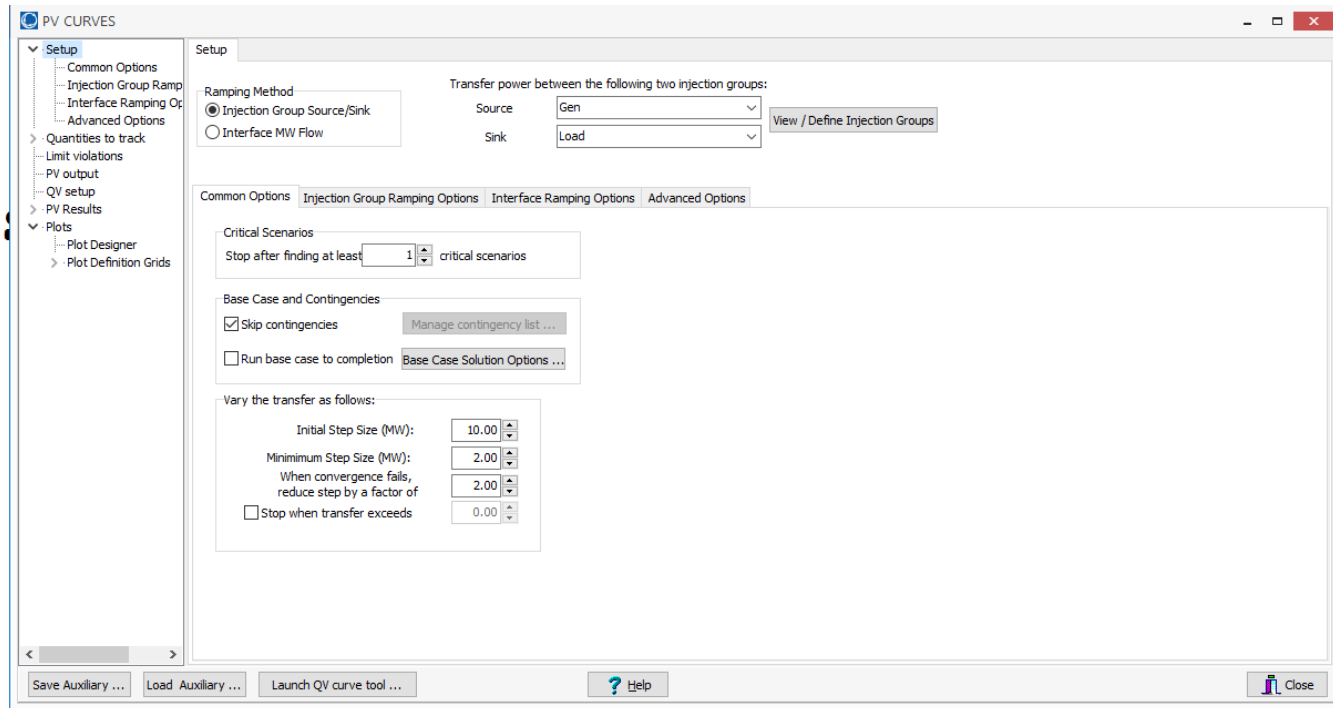 PV CURVES
Setup
Common Options
Injection Group Ramp
Interface Ramping Op
Advanced Options
Quantities to track
Limit violations
PV output
QV setup
PV Results
Plots
Plot Designer
Plot Definition Grids
Setup
Ramping Method
Injection Group Source/Sink
Interface MW Flow
Transfer power between the following two injection groups:
Source Gen
Sink Load
View / Define Injection Groups
Common Options Injection Group Ramping Options Interface Ramping Options Advanced Options
Critical Scenarios
Stop after finding at least 1 critical scenarios
Base Case and Contingencies
Skip contingencies Manage contingency list ...
Run base case to completion Base Case Solution Options ...
Vary the transfer as follows:
Initial Step Size (MW): 10.00
Minimimum Step Size (MW): 2.00
When convergence fails,
reduce step by a factor of 2.00
Stop when transfer exceeds 0.00
Save Auxiliary ... Load Auxiliary ... Launch QV curve tool ... ? Help Close